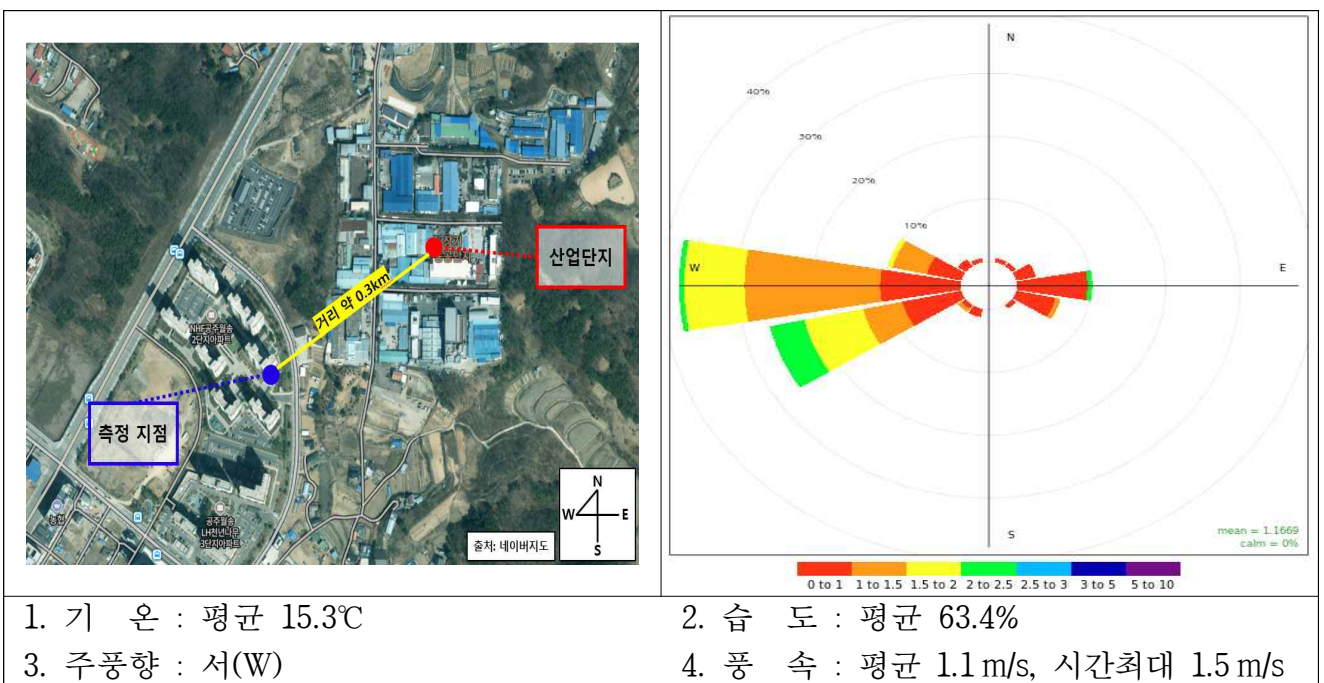 산업단지
거리 약 0.3km
NHF공주월송
2단지아파트
측정 지점
농협
공주월송
LH천년나무
3단지아파트
출처: 네이버지도
N
W E
S
N
40%
30%
20%
10%
W
E
S
mean = 1.1669
calm = 0%
0 to 1 1 to 1.5 1.5 to 2 2 to 2.5 2.5 to 3 3 to 5 5 to 10
1. 기 온 : 평균 15.3℃
2. 습 도 : 평균 63.4%
3. 주풍향 : 서(W)
4. 풍 속 : 평균 1.1 m/s, 시간최대 1.5 m/s